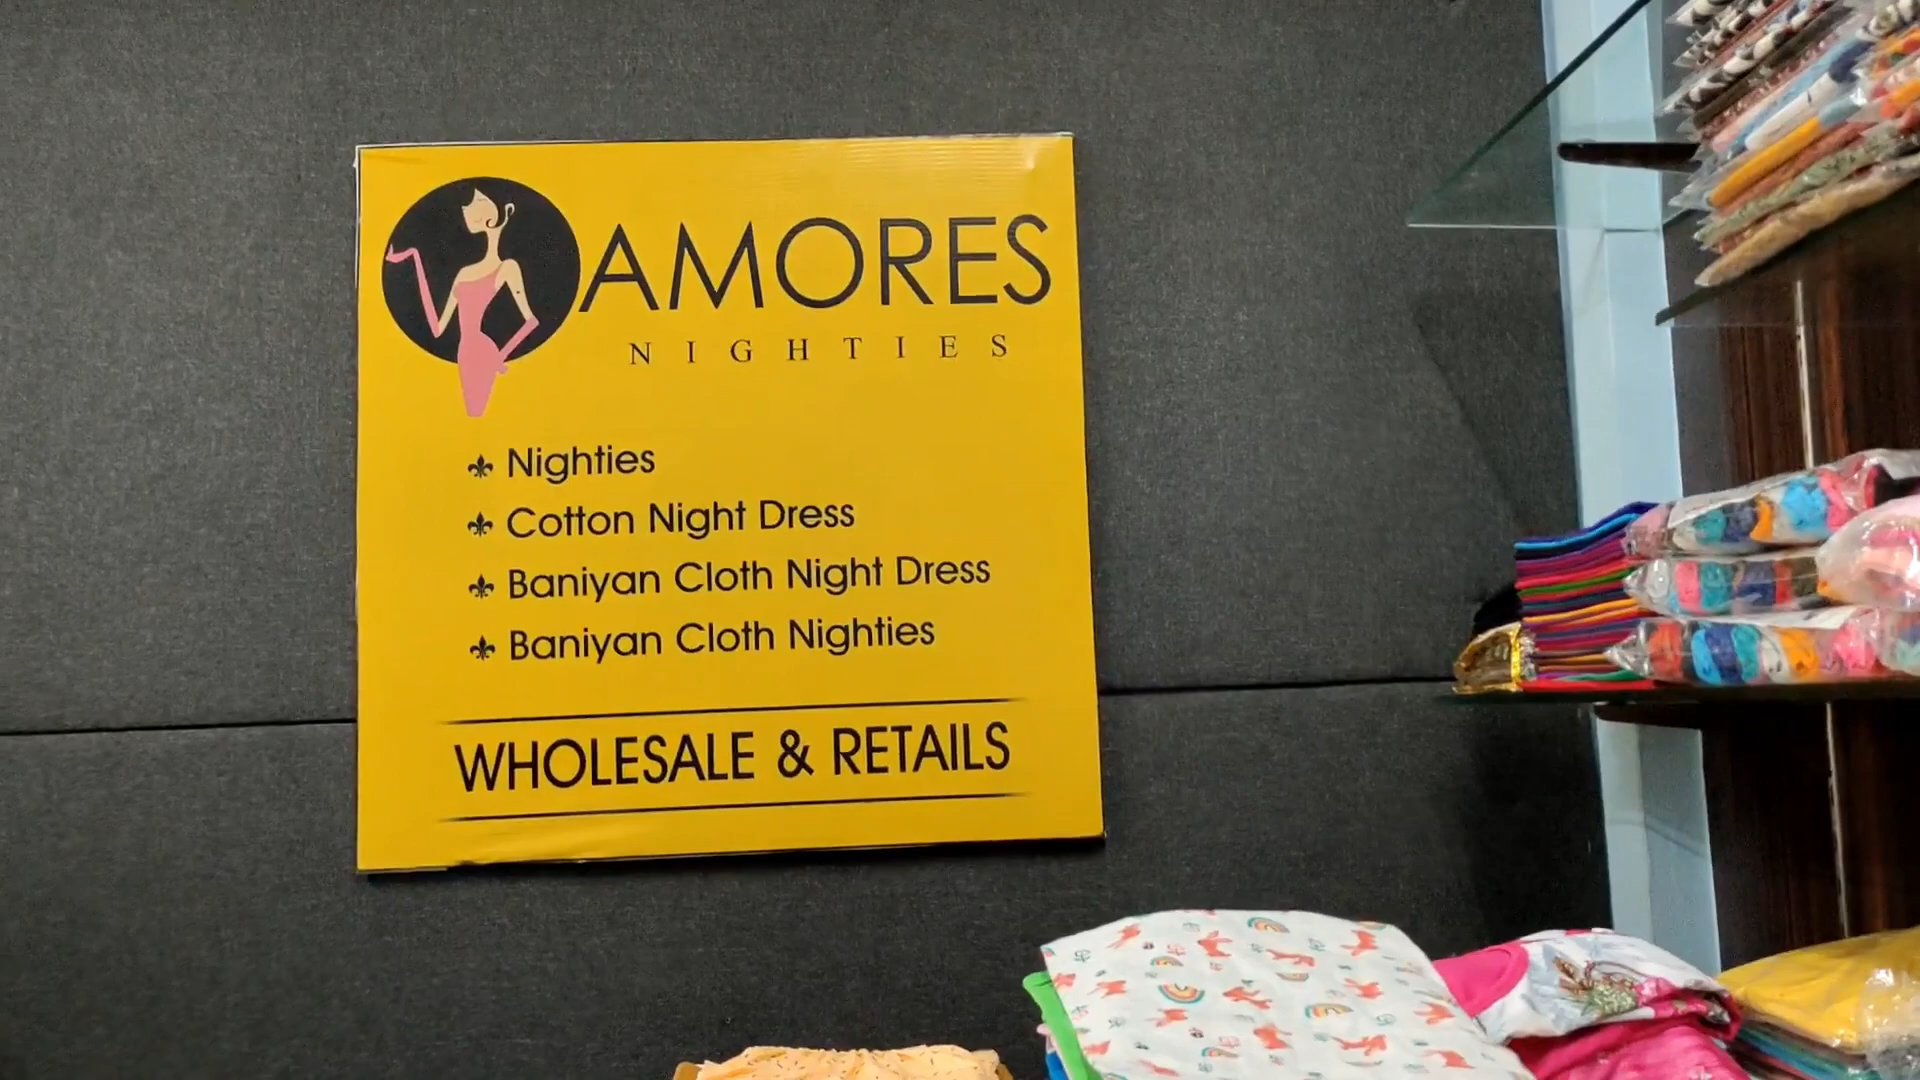 AMORES
NIGHTIES
Nighties
Cotton Night Dress
Baniyan Cloth Night Dress
Baniyan Cloth Nighties
WHOLESALE & RETAILS